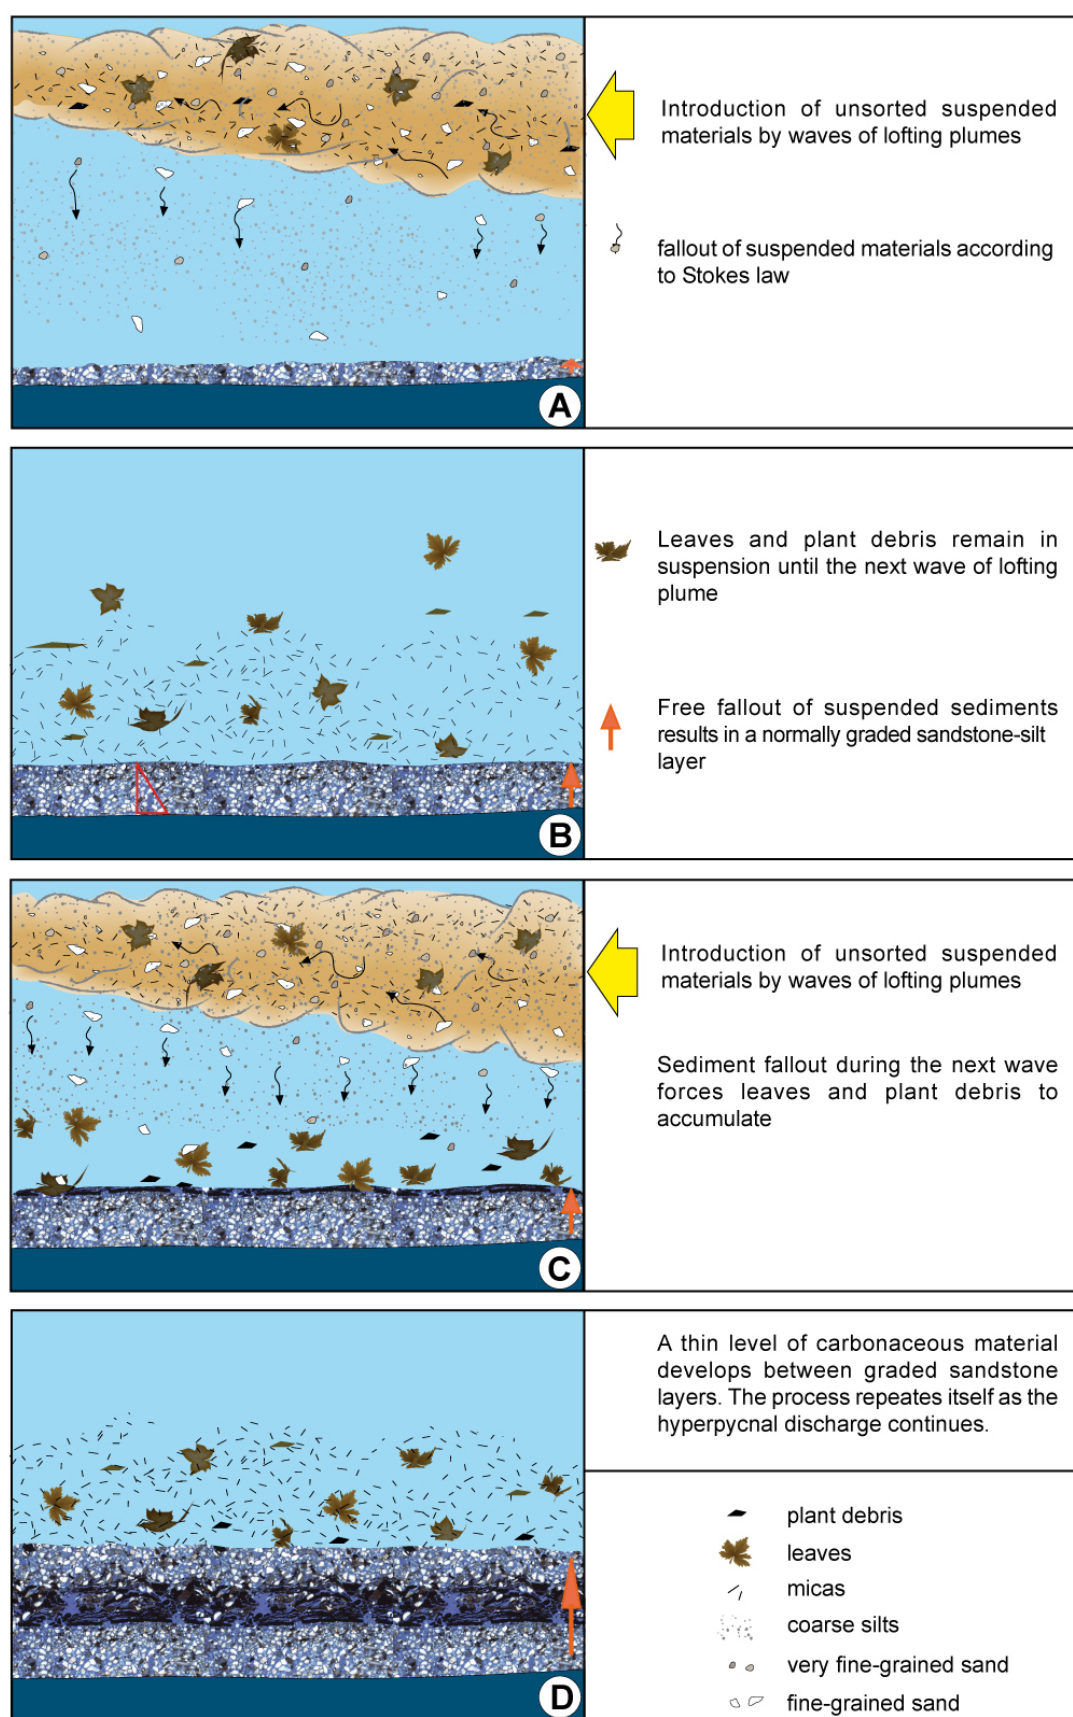 Introduction of unsorted suspended
materials by waves of lofting plumes
fallout of suspended materials according
to Stokes law
A
Leaves and plant debris remain in
suspension until the next wave of lofting
plume
Free fallout of suspended sediments
results in a normally graded sandstone-silt
layer
B
Introduction of unsorted suspended
materials by waves of lofting plumes
Sediment fallout during the next wave
forces leaves and plant debris to
accumulate
C
A thin level of carbonaceous material
develops between graded sandstone
layers. The process repeates itself as the
hyperpycnal discharge continues.
plant debris
leaves
micas
coarse silts
very fine-grained sand
fine-grained sand
D